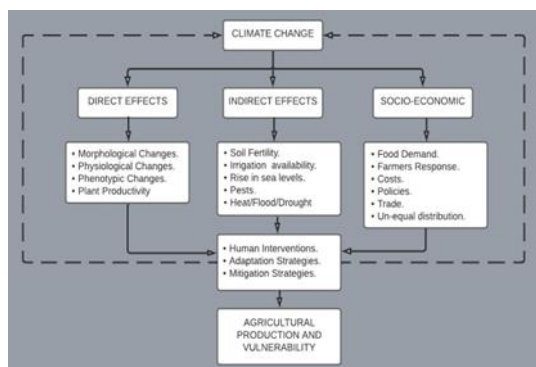 CLIMATE CHANGE
DIRECT EFFECTS
INDIRECT EFFECTS
SOCIO-ECONOMIC
• Morphological Changes.
• Physiological Changes.
• Phenotypic Changes.
• Plant Productivity
• Soil Fertility.
• Irrigation availability.
• Rise in sea levels.
• Pests.
• Heat/Flood/Drought
• Food Demand.
• Farmers Response.
• Costs.
• Policies.
• Trade.
• Un-equal distribution.
• Human Interventions.
• Adaptation Strategies.
• Mitigation Strategies.
AGRICULTURAL
PRODUCTION AND
VULNERABILITY